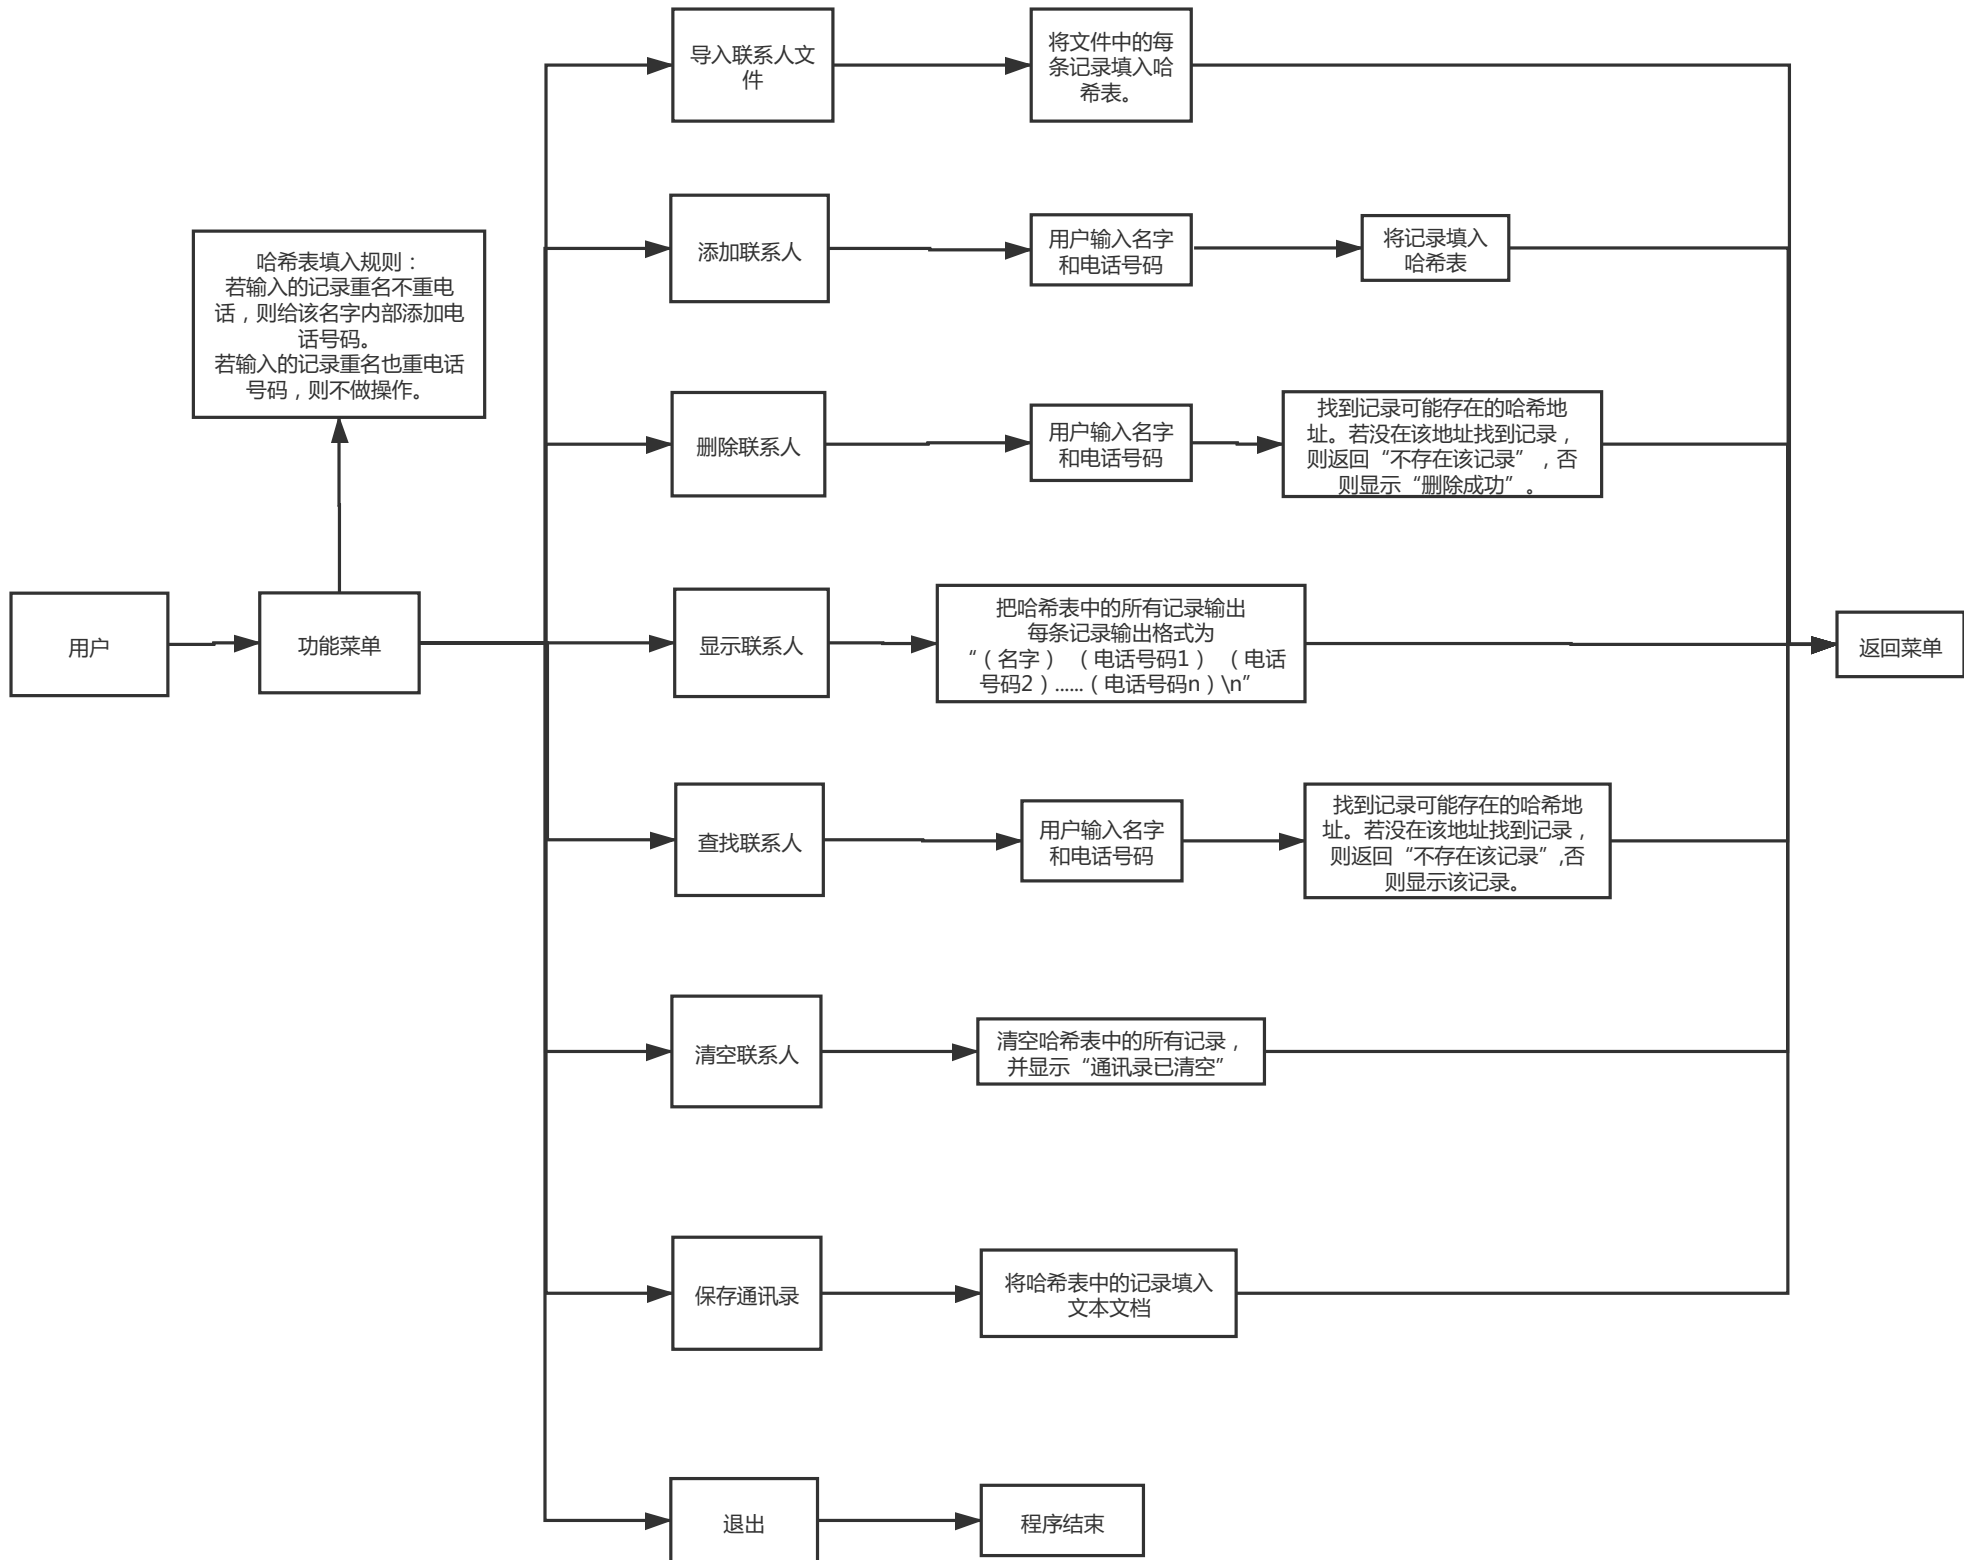 导入联系人文
件
将文件中的每
条记录填入哈
希表。
添加联系人
用户输入名字
和电话号码
将记录填入
哈希表
哈希表填入规则：
若输入的记录重名不重电
话，则给该名字内部添加电
话号码。
若输入的记录重名也重电话
号码，则不做操作。
删除联系人
用户输入名字
和电话号码
找到记录可能存在的哈希地
址。若没在该地址找到记录，
则返回“不存在该记录”，否
则显示“删除成功”。
用户
功能菜单
显示联系人
把哈希表中的所有记录输出
每条记录输出格式为
“（名字） （电话号码1） （电话
号码2）......（电话号码n）\n”
返回菜单
查找联系人
用户输入名字
和电话号码
找到记录可能存在的哈希地
址。若没在该地址找到记录，
则返回“不存在该记录”,否
则显示该记录。
清空联系人
清空哈希表中的所有记录，
并显示“通讯录已清空”
保存通讯录
将哈希表中的记录填入
文本文档
退出
程序结束